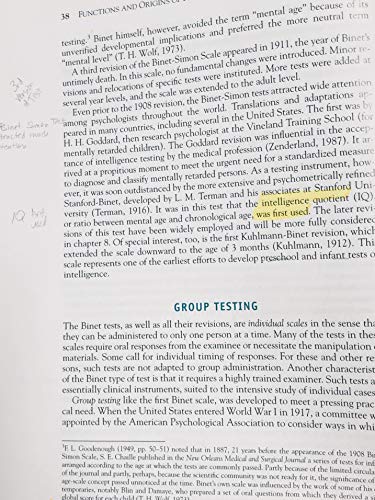 38 FUNCTIONS AND ORIGINS OF
testing.¹ Binet himself, however, avoided the term "mental age" because of its
unverified developmental implications and preferred the more neutral term
"mental level" (T. H. Wolf, 1973).
A third revision of the Binet-Simon Scale appeared in 1911, the year of Binet's
untimely death. In this scale, no fundamental changes were introduced. Minor re-
visions and relocations of specific tests were instituted. More tests were added at
several year levels, and the scale was extended to the adult level.
Even prior to the 1908 revision, the Binet-Simon tests attracted wide attention
among psychologists throughout the world. Translations and adaptations ap-
peared in many countries, including several in the United States. The first was by
H. H. Goddard, then research psychologist at the Vineland Training School (for
mentally retarded children). The Goddard revision was influential in the accep-
tance of intelligence testing by the medical profession (Zenderland, 1987). It ar-
rived at a propitious moment to meet the urgent need for a standardized measure
to diagnose and classify mentally retarded persons. As a testing instrument, how-
ever, it was soon outdistanced by the more extensive and psychometrically refined
Stanford-Binet, developed by L. M. Terman and his associates at Stanford Uni-
versity (Terman, 1916). It was in this test that the intelligence quotient (IQ)
or ratio between mental age and chronological age, was first used. The later revi-
sions of this test have been widely employed and will be more fully considered
in chapter 8. Of special interest, too, is the first Kuhlmann-Binet revision, which
extended the scale downward to the age of 3 months (Kuhlmann, 1912). This
scale represents one of the earliest efforts to develop preschool and infant tests of
Binet Simon Tests
attracted world
IQ first
used
GROUP TESTING
The Binet tests, as well as all their revisions, are individual scales in the sense tha
they can be administered to only one person at a time. Many of the tests in these
scales require oral responses from the examinee or necessitate the manipulation o
materials. Some call for individual timing of responses. For these and other re
sons, such tests are not adapted to group administration. Another characterist
of the Binet type of test is that it requires a highly trained examiner. Such tests a
essentially clinical instruments, suited to the intensive study of individual cases
Group testing, like the first Binet scale, was developed to meet a pressing prac
cal need. When the United States entered World War I in 1917, a committee w
appointed by the American Psychological Association to consider ways in whi
F. L. Goodenough (1949, pp. 50–51) noted that in 1887, 21 years before the appearance of the 1908 Bi
Simon Scale, S. E. Chaille published in the New Orleans Medical and Surgical Journal a series of tests for inf
arranged according to the age at which the tests are commonly passed. Partly because of the limited circula
of the journal and partly, perhaps, because the scientific community was not ready for it, the significance of
age-scale concept passed unnoticed at the time. Binet's own scale was influenced by the work of some of his
temporaries, notably Blin and Damaye, who prepared a set of oral questions from which they derived a
global score for each child (T. H. Wolf, 1973).